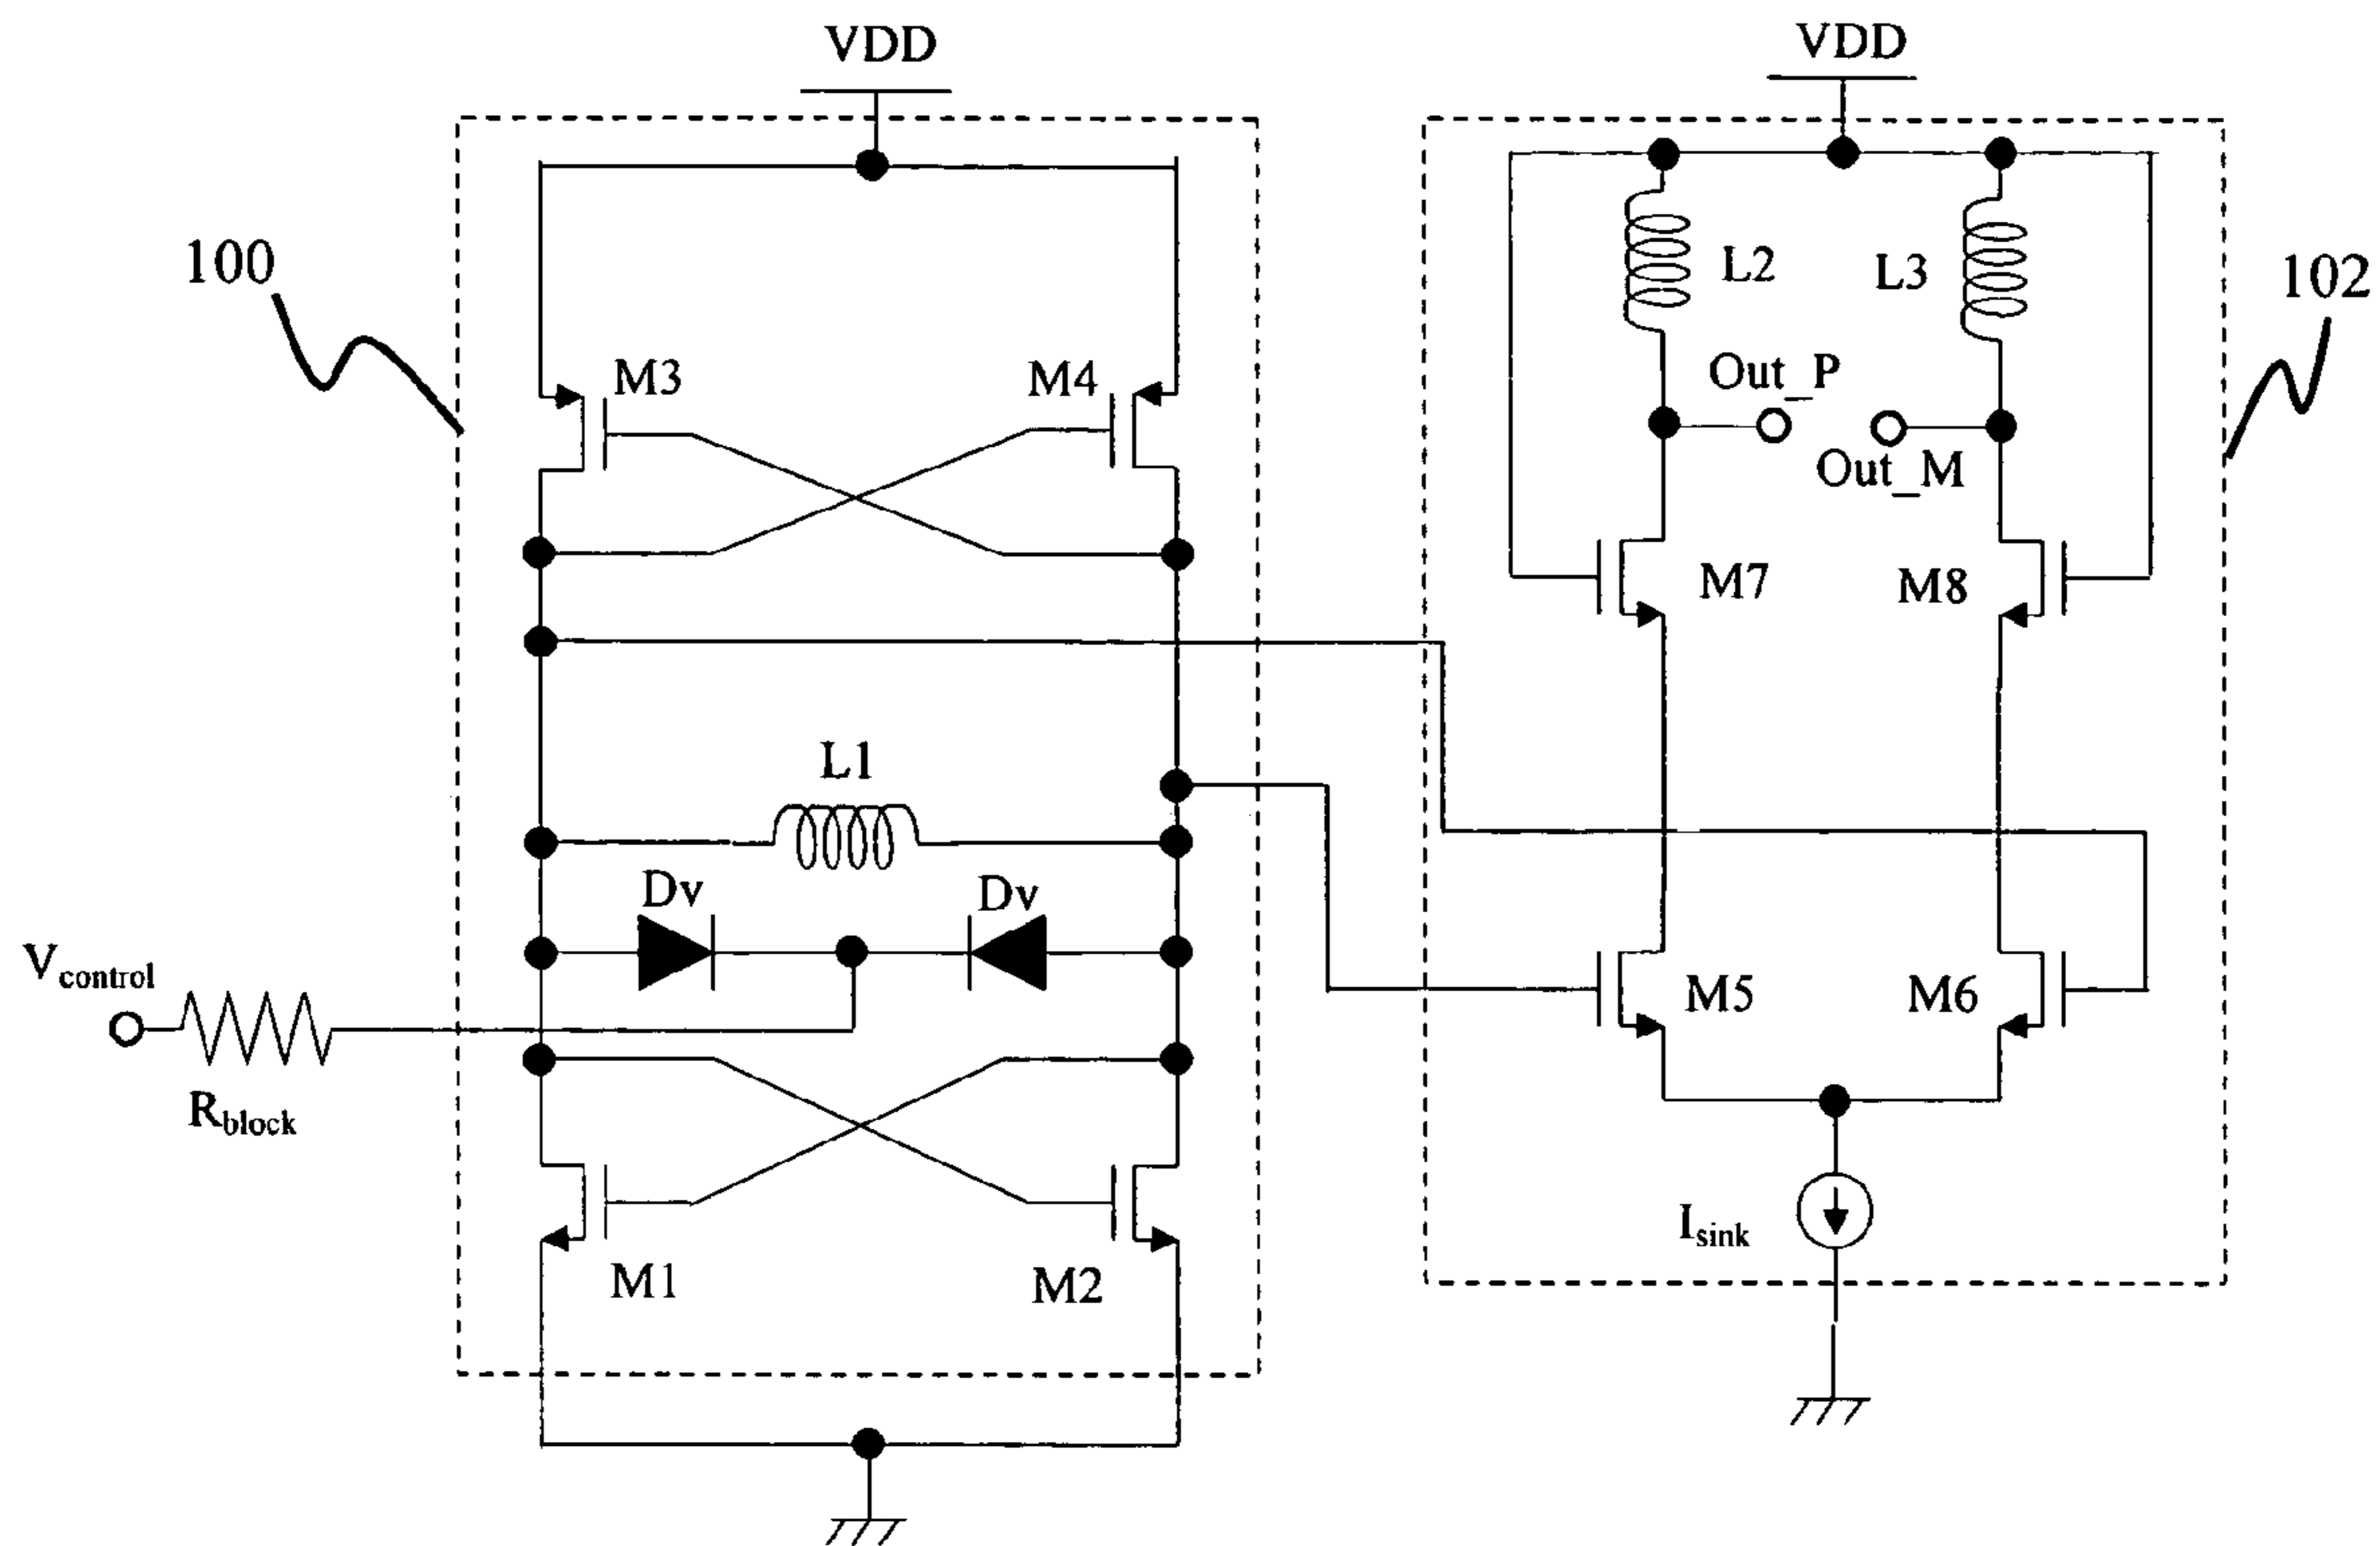 VDD
VDD
100
102
L2
L3
M3
M4
Out_P
Out_M
M7
M8
L1
Dv
Dv
Vcontrol
M5
M6
Rblock
Isink
M1
M2